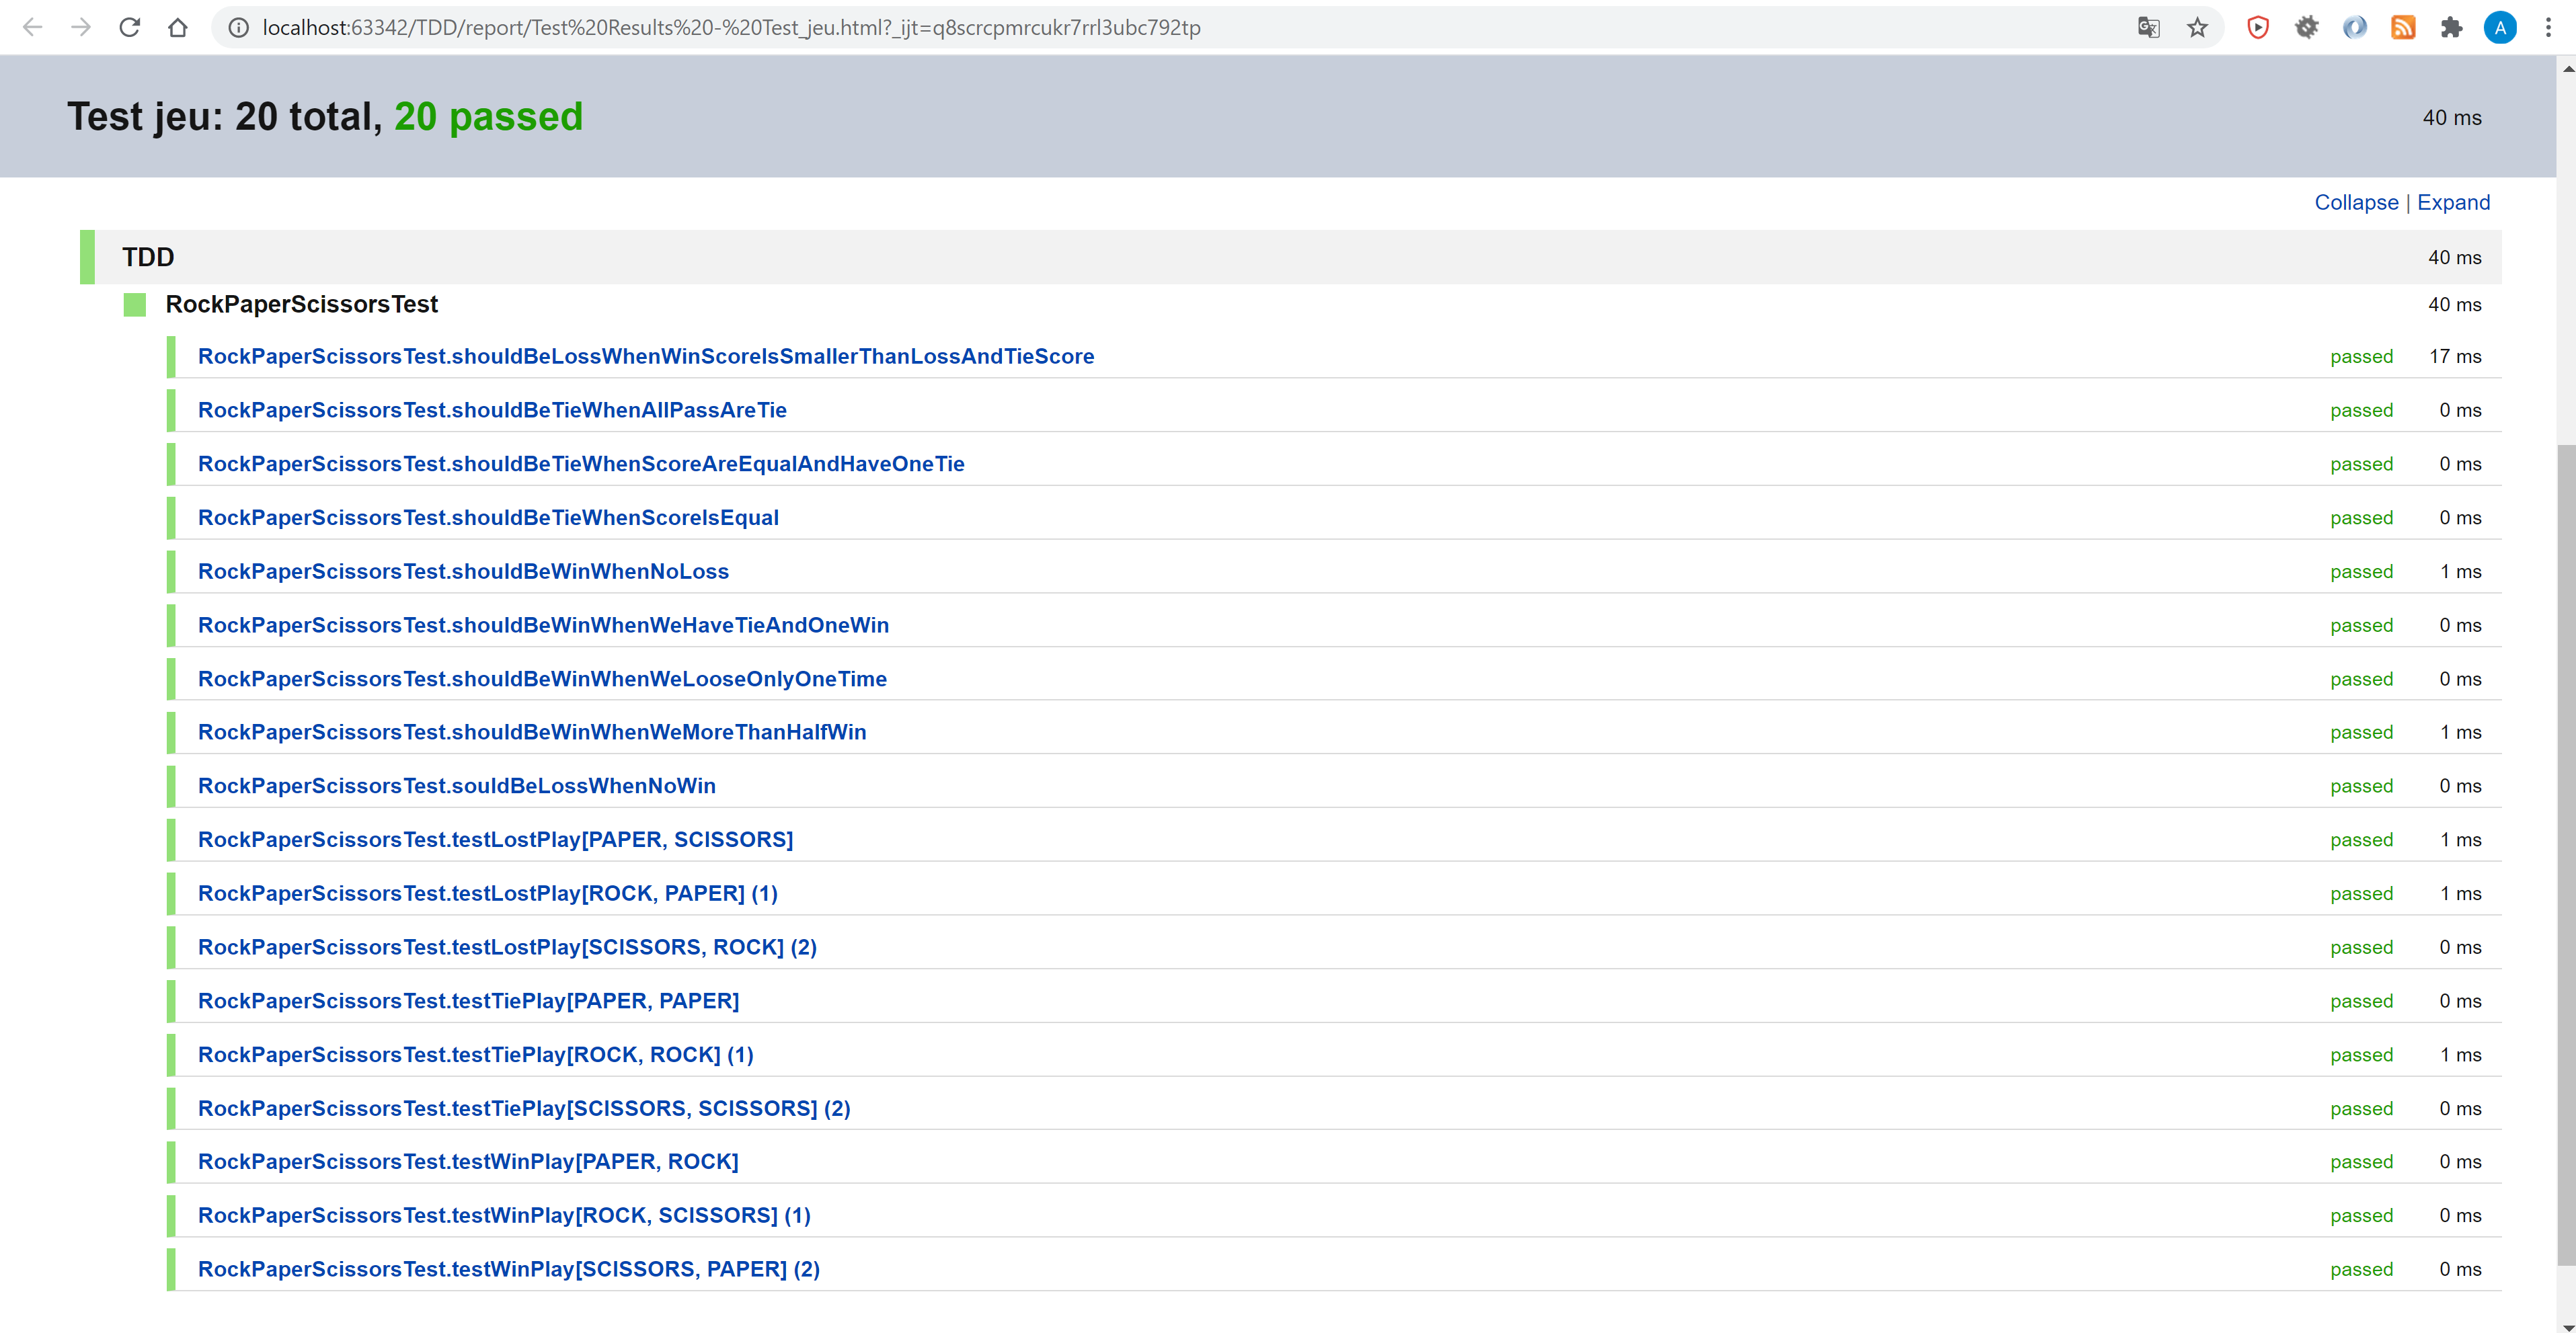 localhost:63342/TDD/report/Test%20Results%20-%20Test_jeu.html?_ijt=q8scrcpmrcukr7rrl3ubc792tp
A
Test jeu: 20 total, 20 passed 40 ms
Collapse | Expand
TDD 40 ms
RockPaperScissorsTest 40 ms
RockPaperScissorsTest.shouldBeLossWhenWinScoreIsSmallerThanLossAndTieScore passed 17 ms
RockPaperScissorsTest.shouldBeTieWhenAllPassAreTie passed 0 ms
RockPaperScissorsTest.shouldBeTieWhenScoreAreEqualAndHaveOneTie passed 0 ms
RockPaperScissorsTest.shouldBeTieWhenScoreIsEqual passed 0 ms
RockPaperScissorsTest.shouldBeWinWhenNoLoss passed 1 ms
RockPaperScissorsTest.shouldBeWinWhenWeHaveTieAndOneWin passed 0 ms
RockPaperScissorsTest.shouldBeWinWhenWeLooseOnlyOneTime passed 0 ms
RockPaperScissorsTest.shouldBeWinWhenWeMoreThanHalfWin passed 1 ms
RockPaperScissorsTest.souldBeLossWhenNoWin passed 0 ms
RockPaperScissorsTest.testLostPlay[PAPER, SCISSORS] passed 1 ms
RockPaperScissorsTest.testLostPlay[ROCK, PAPER] (1) passed 1 ms
RockPaperScissorsTest.testLostPlay[SCISSORS, ROCK] (2) passed 0 ms
RockPaperScissorsTest.testTiePlay[PAPER, PAPER] passed 0 ms
RockPaperScissorsTest.testTiePlay[ROCK, ROCK] (1) passed 1 ms
RockPaperScissorsTest.testTiePlay[SCISSORS, SCISSORS] (2) passed 0 ms
RockPaperScissorsTest.testWinPlay[PAPER, ROCK] passed 0 ms
RockPaperScissorsTest.testWinPlay[ROCK, SCISSORS] (1) passed 0 ms
RockPaperScissorsTest.testWinPlay[SCISSORS, PAPER] (2) passed 0 ms